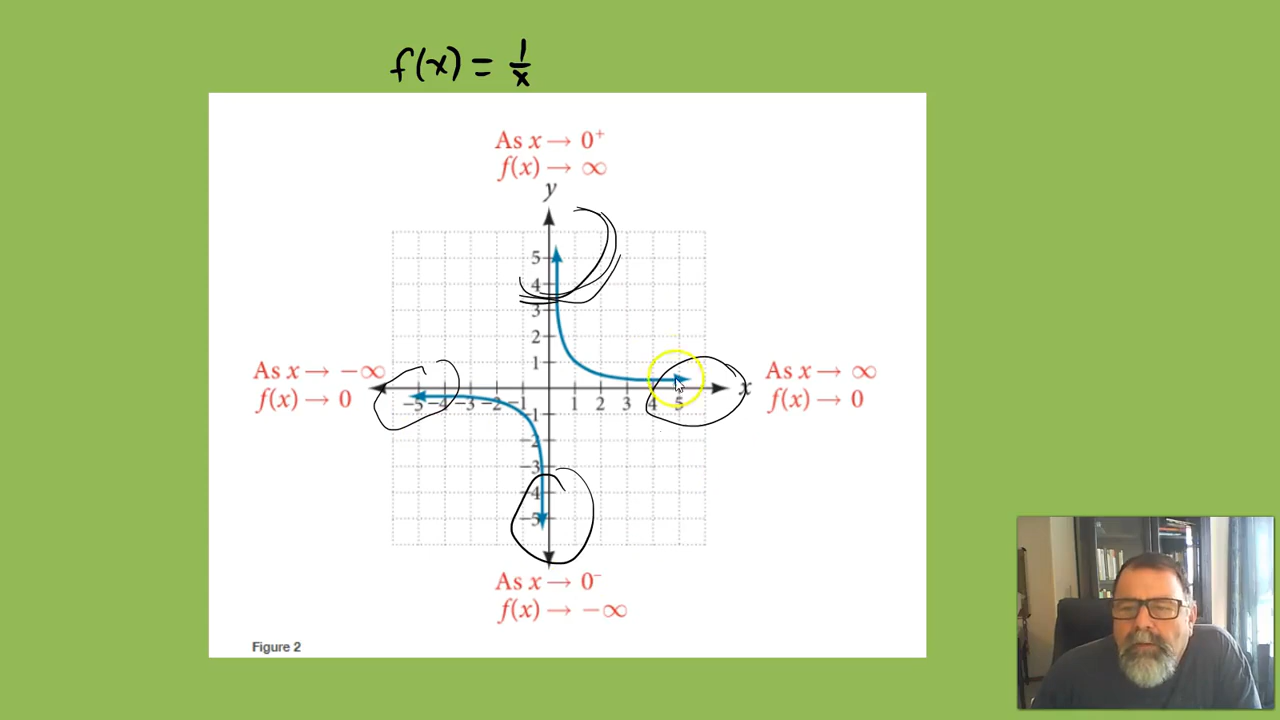 f(x) = 1/x
As x → 0⁺
f(x) → ∞
y
5
4
3
2
1
As x → −∞
f(x) → 0
−5 −4 −3 −2 −1 1 2 3 4 5
x
As x → ∞
f(x) → 0
−1
−2
−3
−4
−5
As x → 0⁻
f(x) → −∞
Figure 2